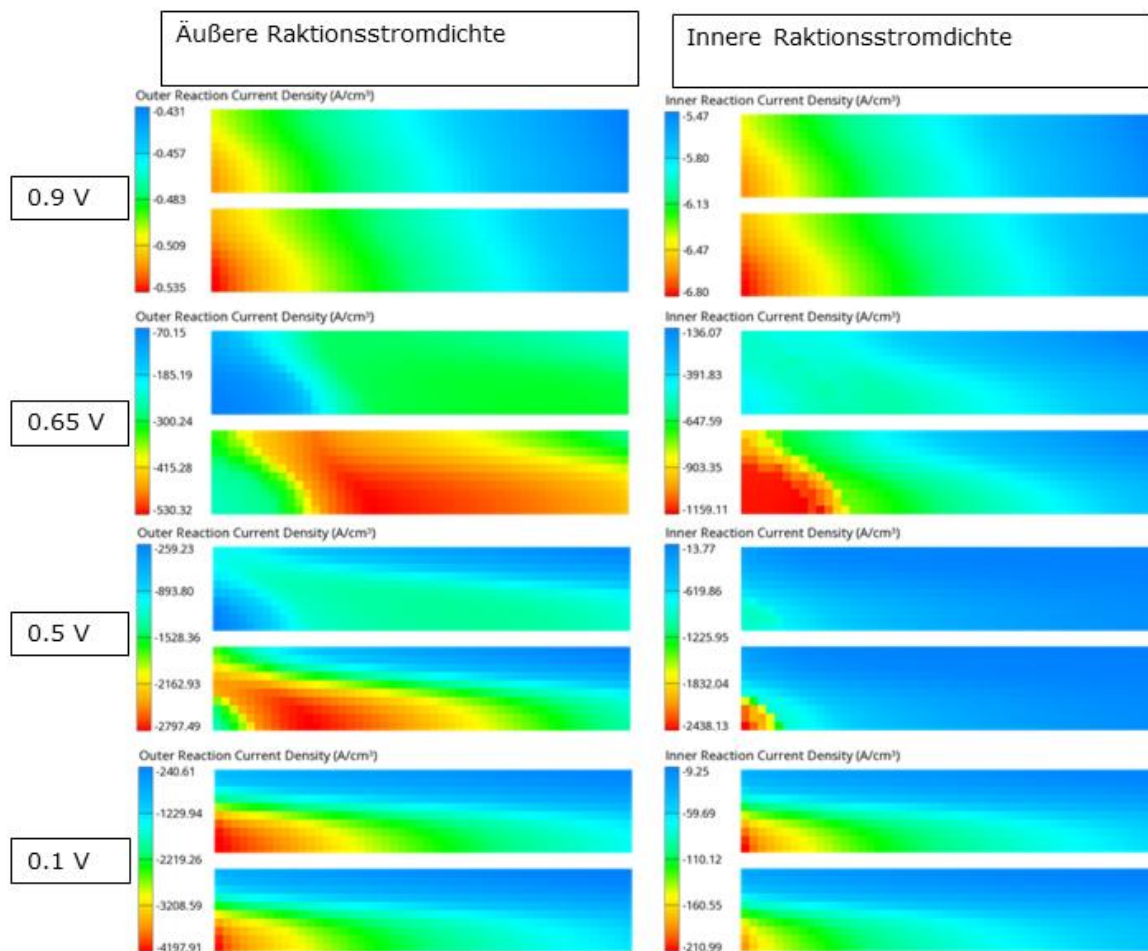 Äußere Raktionsstromdichte
Innere Raktionsstromdichte
0.9 V
Outer Reaction Current Density (A/cm³)
-0.431
-0.457
-0.483
-0.509
-0.535
Inner Reaction Current Density (A/cm³)
-5.47
-5.80
-6.13
-6.47
-6.80
0.65 V
Outer Reaction Current Density (A/cm³)
-70.15
-185.19
-300.24
-415.28
-530.32
Inner Reaction Current Density (A/cm³)
-136.07
-391.83
-647.59
-903.35
-1159.11
0.5 V
Outer Reaction Current Density (A/cm³)
-259.23
-893.80
-1528.36
-2162.93
-2797.49
Inner Reaction Current Density (A/cm³)
-13.77
-619.86
-1225.95
-1832.04
-2438.13
0.1 V
Outer Reaction Current Density (A/cm³)
-240.61
-1229.94
-2219.26
-3208.59
-4197.91
Inner Reaction Current Density (A/cm³)
-9.25
-59.69
-110.12
-160.55
-210.99